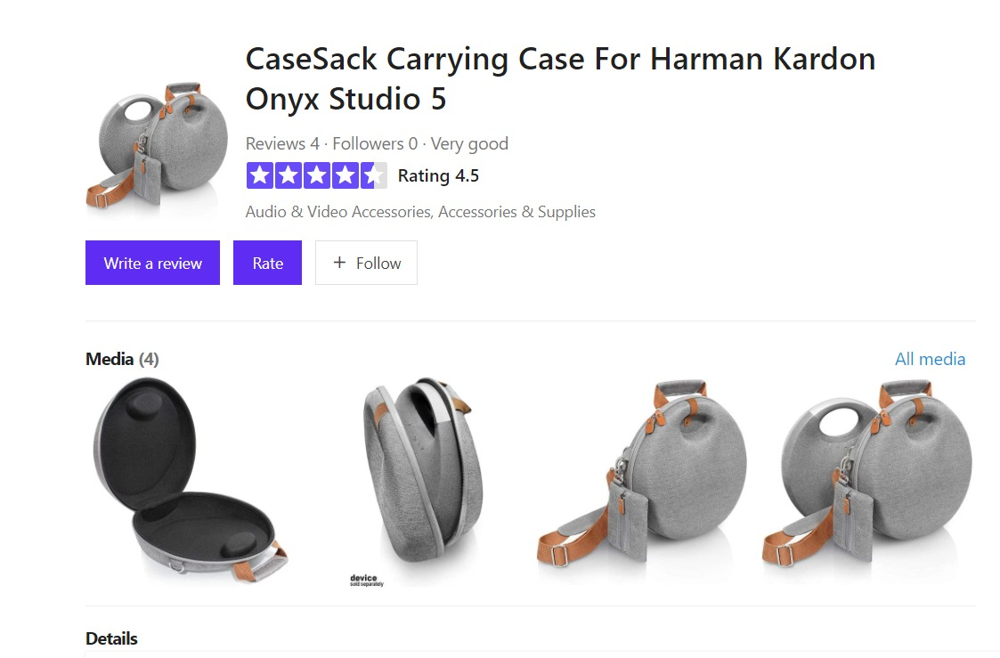 CaseSack Carrying Case For Harman Kardon
Onyx Studio 5
Reviews 4 · Followers 0 · Very good
Rating 4.5
Audio & Video Accessories, Accessories & Supplies
Write a review
Rate
+ Follow
Media (4)
All media
device
sold separately
Details